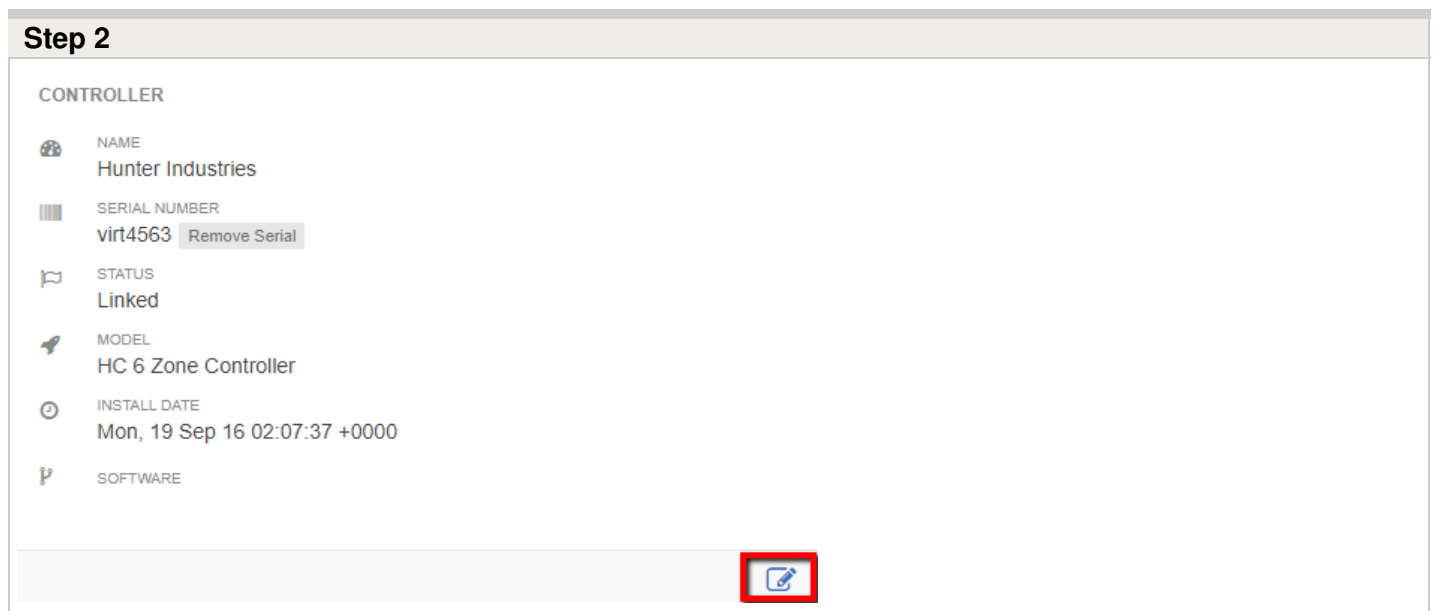 Step 2
CONTROLLER
NAME
Hunter Industries
SERIAL NUMBER
virt4563 Remove Serial
STATUS
Linked
MODEL
HC 6 Zone Controller
INSTALL DATE
Mon, 19 Sep 16 02:07:37 +0000
SOFTWARE